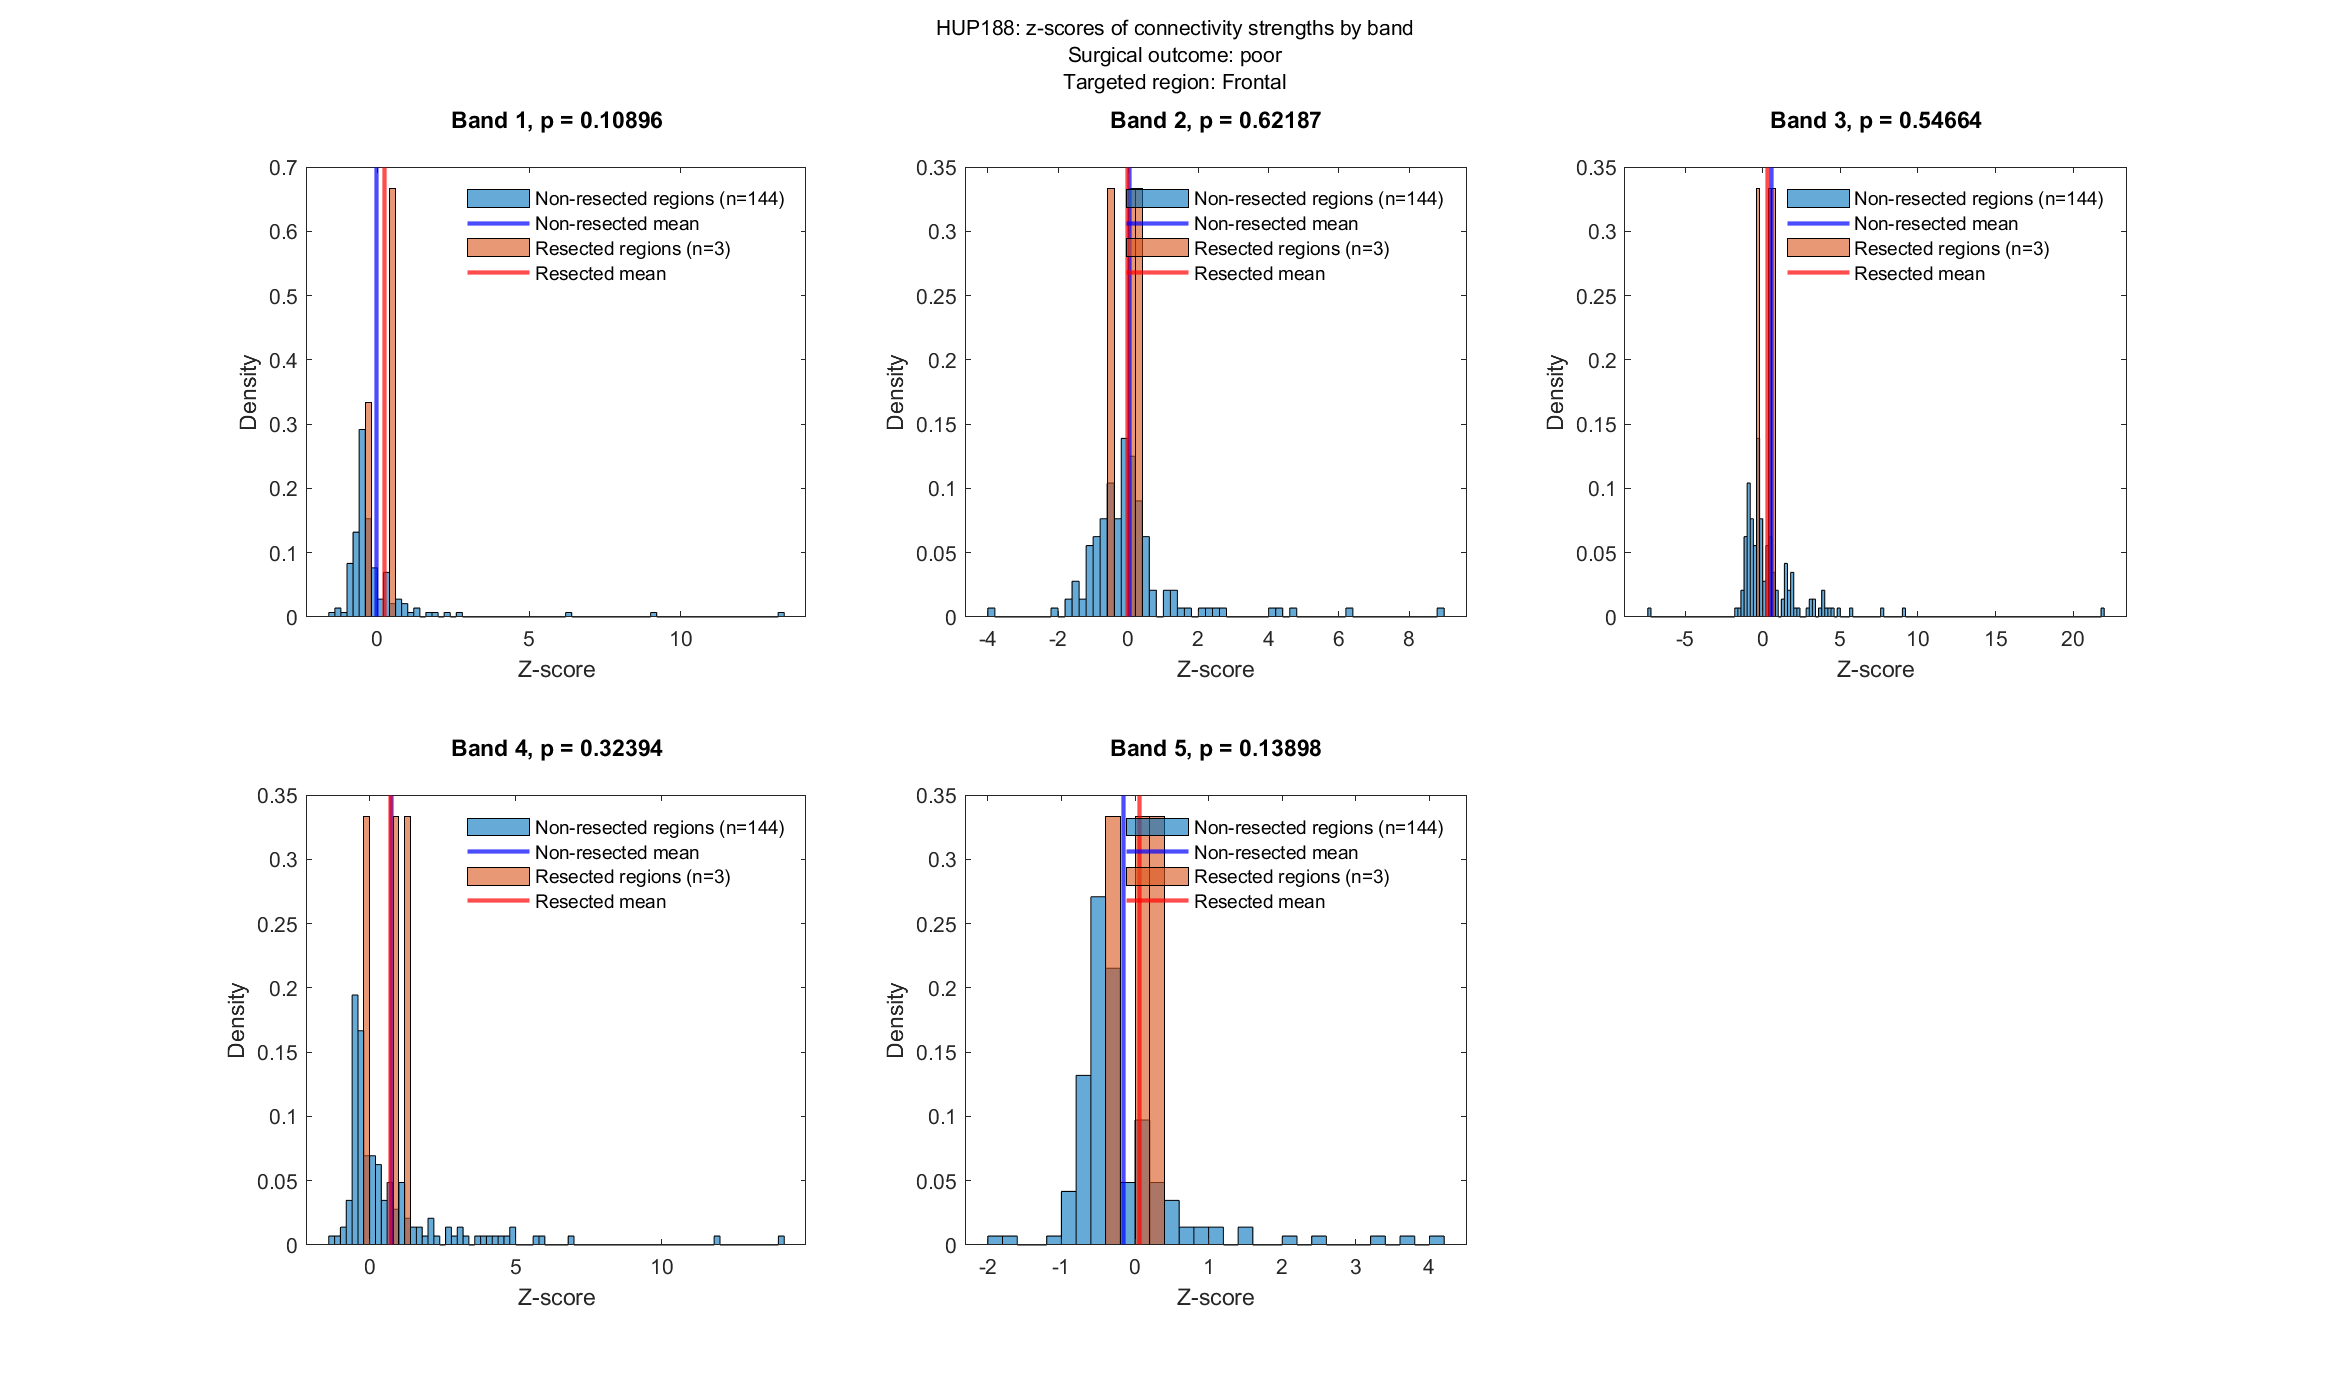 HUP188: z-scores of connectivity strengths by band
Surgical outcome: poor
Targeted region: Frontal
Band 1, p = 0.10896
0.7
0.6
0.5
0.4
0.3
0.2
0.1
0
Density
0 5 10
Z-score
Non-resected regions (n=144)
Non-resected mean
Resected regions (n=3)
Resected mean
Band 2, p = 0.62187
0.35
0.3
0.25
0.2
0.15
0.1
0.05
0
Density
-4 -2 0 2 4 6 8
Z-score
Non-resected regions (n=144)
Non-resected mean
Resected regions (n=3)
Resected mean
Band 3, p = 0.54664
0.35
0.3
0.25
0.2
0.15
0.1
0.05
0
Density
-5 0 5 10 15 20
Z-score
Non-resected regions (n=144)
Non-resected mean
Resected regions (n=3)
Resected mean
Band 4, p = 0.32394
0.35
0.3
0.25
0.2
0.15
0.1
0.05
0
Density
0 5 10
Z-score
Non-resected regions (n=144)
Non-resected mean
Resected regions (n=3)
Resected mean
Band 5, p = 0.13898
0.35
0.3
0.25
0.2
0.15
0.1
0.05
0
Density
-2 -1 0 1 2 3 4
Z-score
Non-resected regions (n=144)
Non-resected mean
Resected regions (n=3)
Resected mean